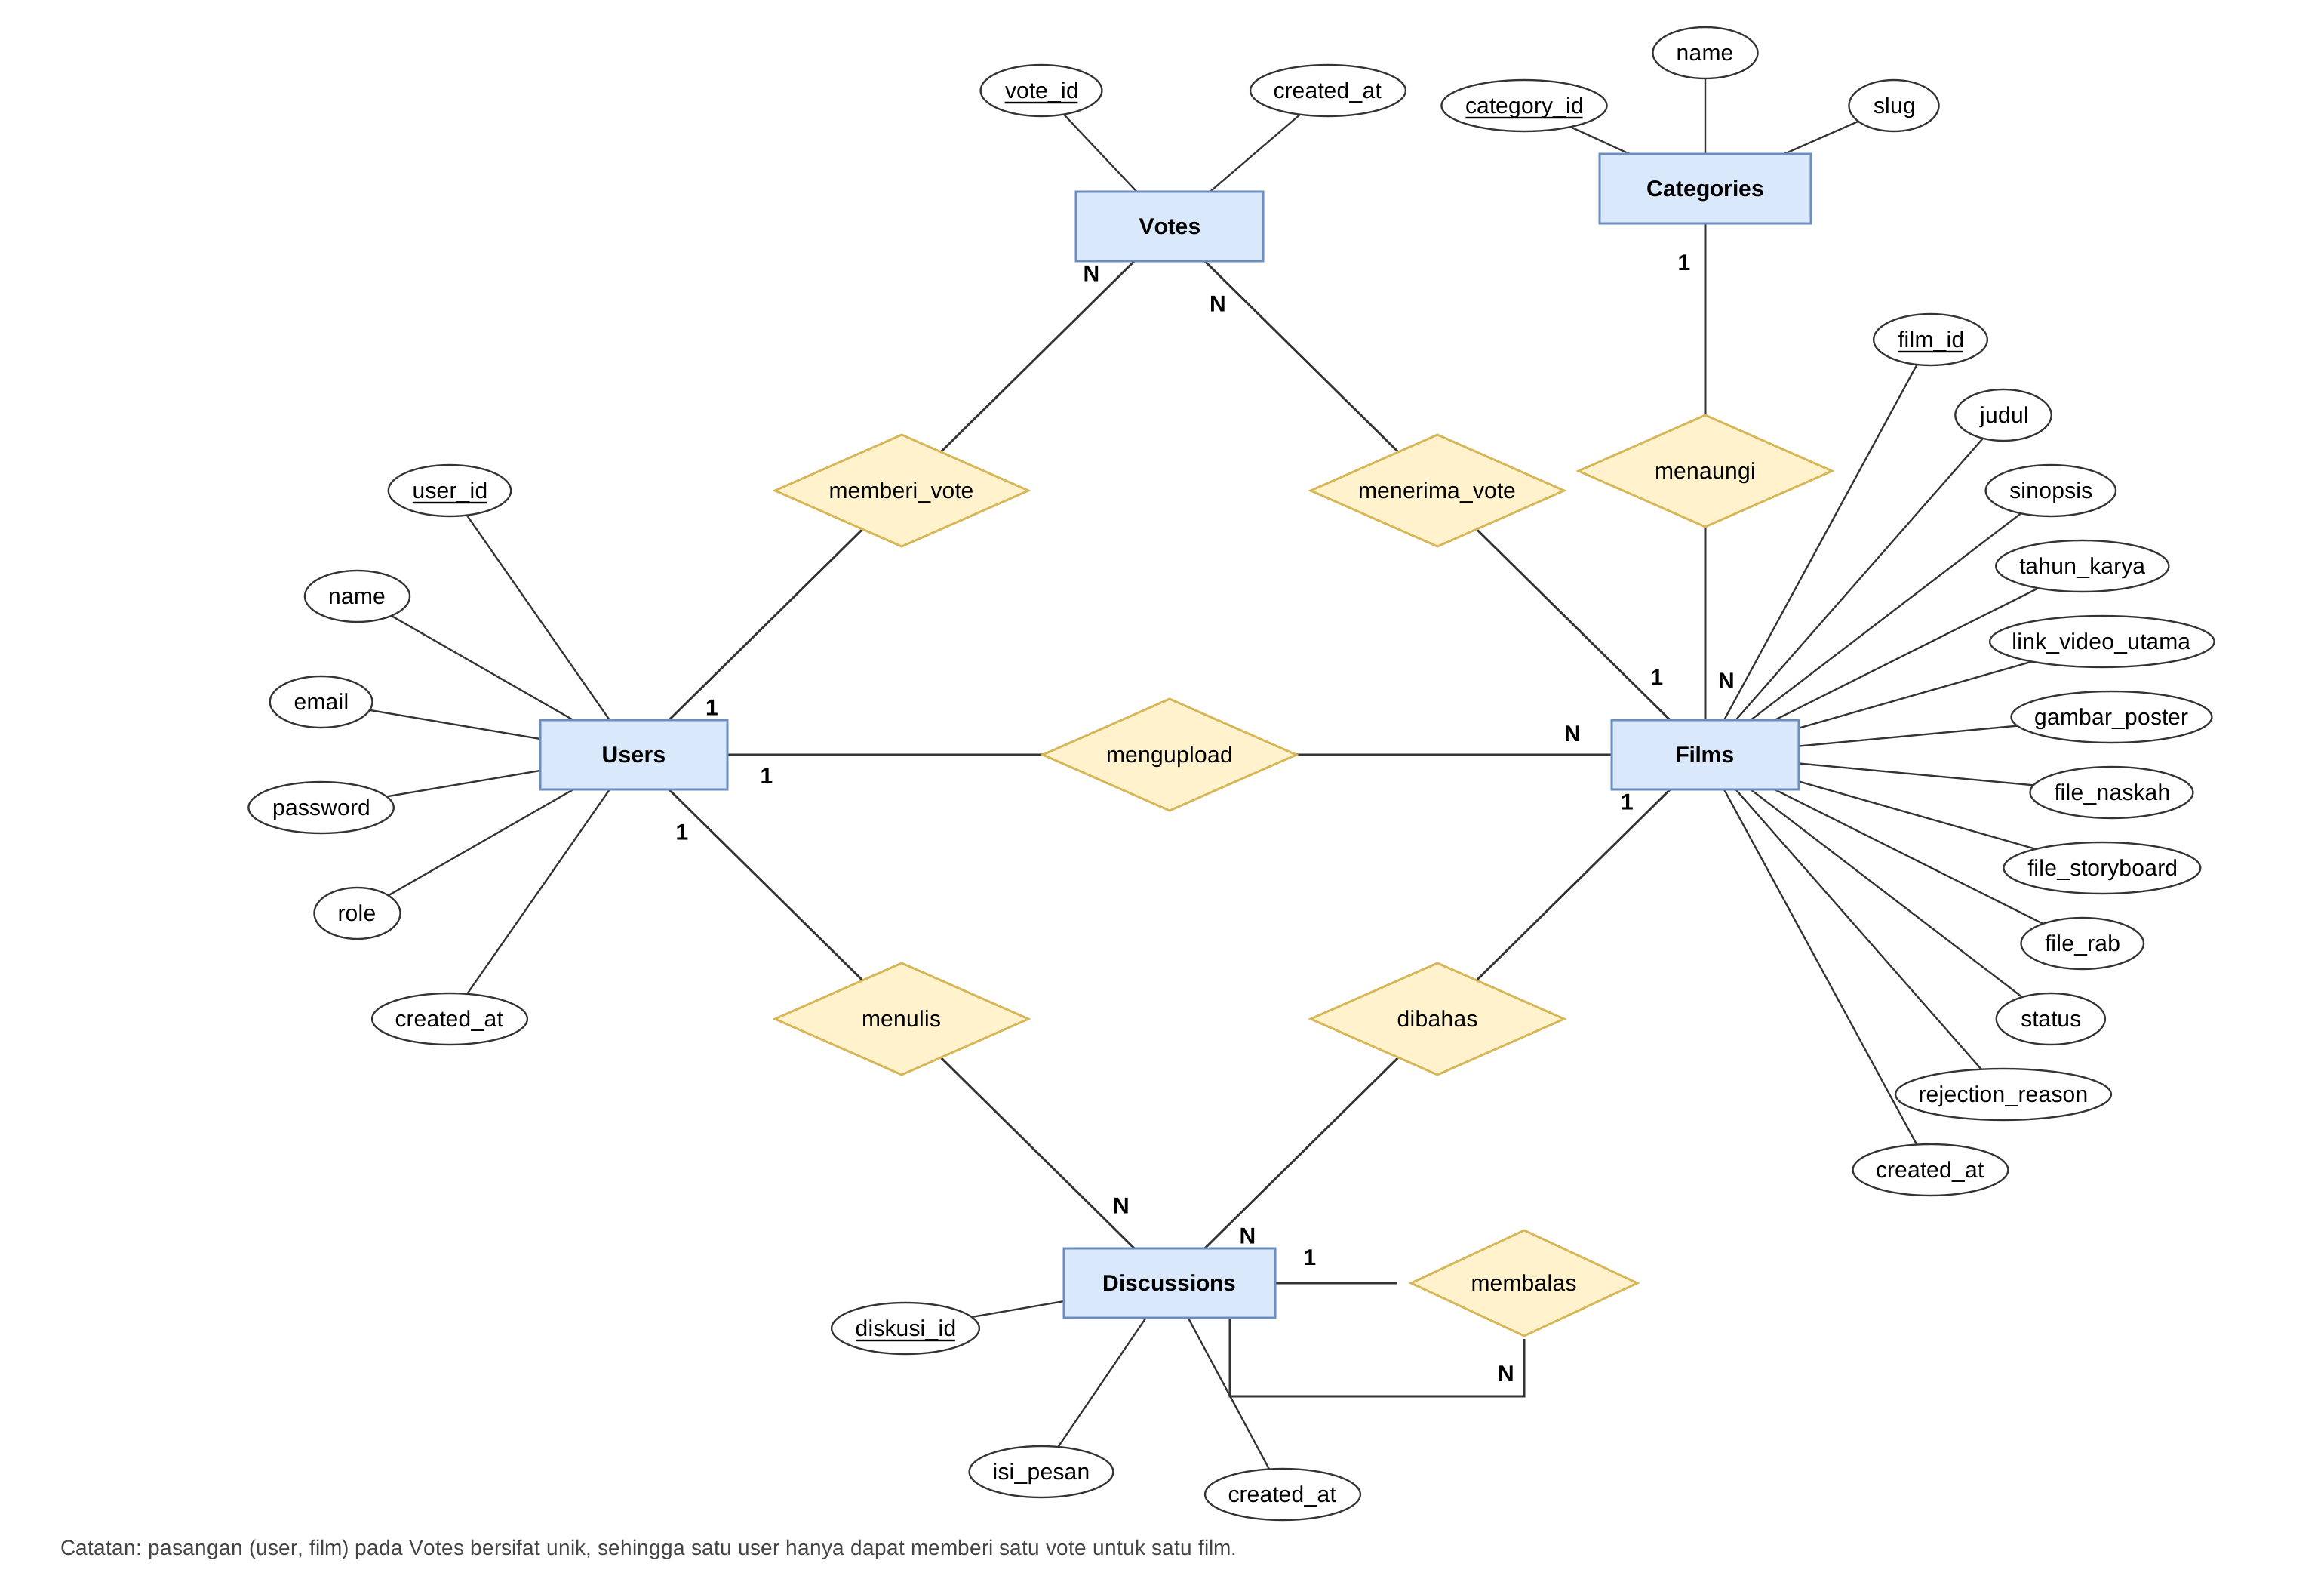 name
vote_id
created_at
category_id
slug
Categories
Votes
N
1
N
film_id
judul
menaungi
user_id
memberi_vote
menerima_vote
sinopsis
tahun_karya
name
link_video_utama
1
N
email
1
gambar_poster
N
Users
mengupload
Films
1
file_naskah
password
1
1
file_storyboard
role
file_rab
created_at
menulis
dibahas
status
rejection_reason
created_at
N
N
1
Discussions
membalas
diskusi_id
N
isi_pesan
created_at
Catatan: pasangan (user, film) pada Votes bersifat unik, sehingga satu user hanya dapat memberi satu vote untuk satu film.